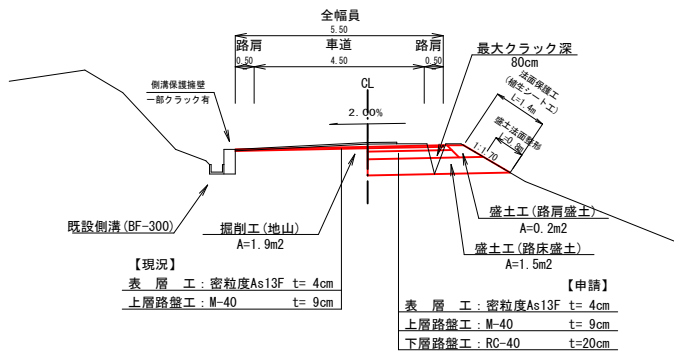 全幅員
5.50
路肩 車道 路肩
0.50 4.50 0.50
最大クラック深
80cm
CL
2.00%
側溝保護擁壁
一部クラック有
法面保護工
(植生シート工)
L=1.4m
盛土法面整形
L=0.9m
1:1.70
既設側溝(BF-300)
掘削工(地山)
A=1.9m2
盛土工(路肩盛土)
A=0.2m2
盛土工(路床盛土)
A=1.5m2
【現況】
表 層 工:密粒度As13F t= 4cm
上層路盤工:M-40 t= 9cm
【申請】
表 層 工:密粒度As13F t= 4cm
上層路盤工:M-40 t= 9cm
下層路盤工:RC-40 t=20cm